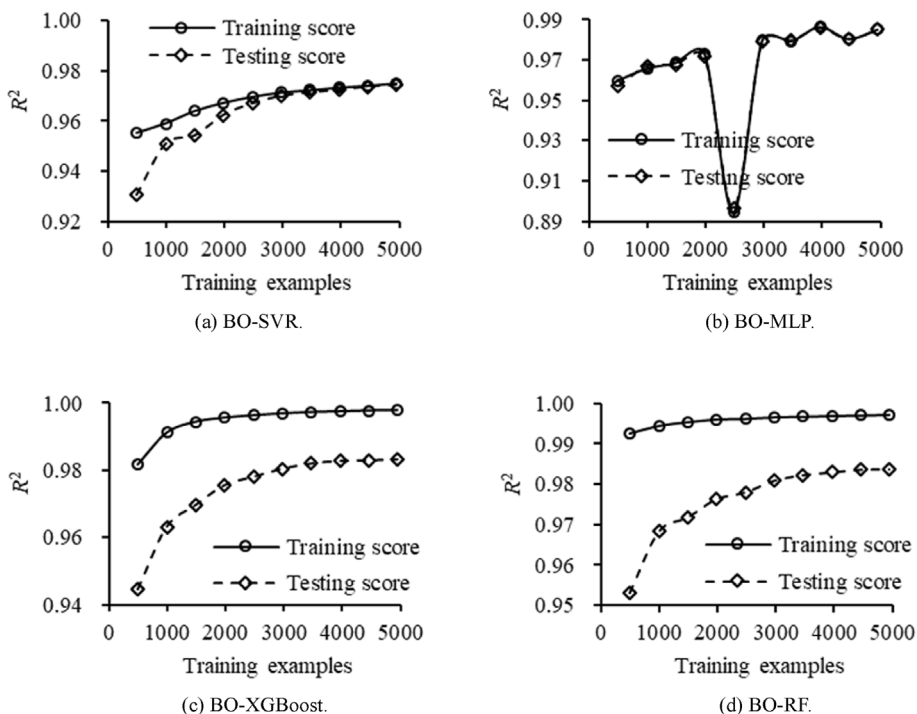 1.00
0.98
0.96
0.94
0.92
R²
Training score
Testing score
0 1000 2000 3000 4000 5000
Training examples
(a) BO-SVR.
0.99
0.97
0.95
0.93
0.91
0.89
R²
Training score
Testing score
0 1000 2000 3000 4000 5000
Training examples
(b) BO-MLP.
1.00
0.98
0.96
0.94
R²
Training score
Testing score
0 1000 2000 3000 4000 5000
Training examples
(c) BO-XGBoost.
1.00
0.99
0.98
0.97
0.96
0.95
R²
Training score
Testing score
0 1000 2000 3000 4000 5000
Training examples
(d) BO-RF.